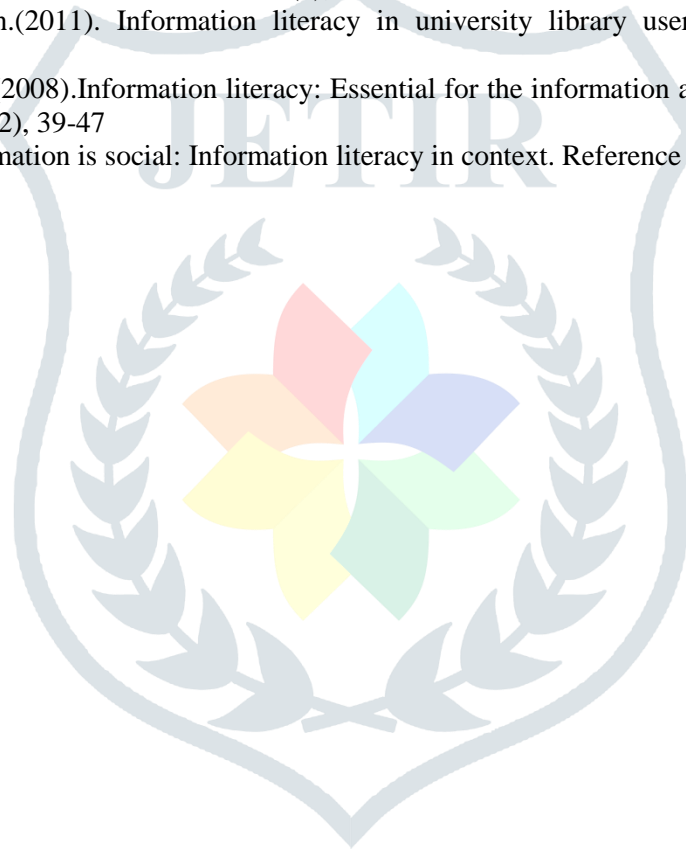 n.(2011). Information literacy in university library user
2008).Information literacy: Essential for the information a
2), 39-47
mation is social: Information literacy in context. Reference
JETIR